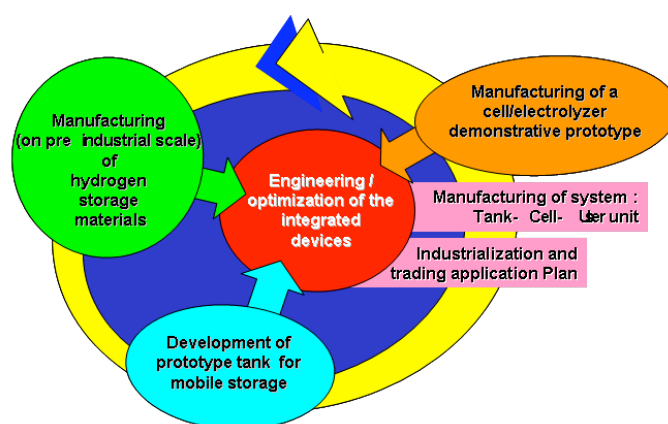 Manufacturing
(on pre industrial scale)
of
hydrogen
storage
materials
Manufacturing of a
cell/electrolyzer
demonstrative prototype
Engineering /
optimization of the
integrated
devices
Manufacturing of system :
Tank- Cell- User unit
Industrialization and
trading application Plan
Development of
prototype tank for
mobile storage